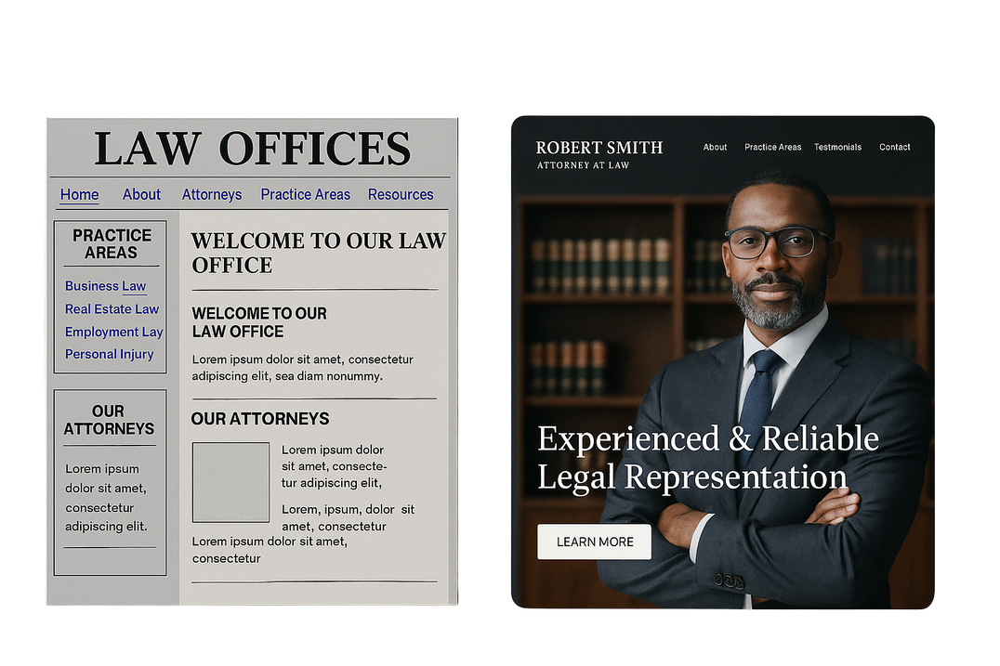 LAW OFFICES
Home About Attorneys Practice Areas Resources
PRACTICE
AREAS
Business Law
Real Estate Law
Employment Lay
Personal Injury
OUR
ATTORNEYS
Lorem ipsum
dolor sit amet,
consectetur
adipiscing elit.
WELCOME TO OUR LAW
OFFICE
WELCOME TO OUR
LAW OFFICE
Lorem ipsum dolor sit amet, consectetur
adipiscing elit, sea diam nonummy.
OUR ATTORNEYS
Lorem ipsum dolor
sit amet, consecte-
tur adipiscing elit,
Lorem, ipsum, dolor sit
amet, consectetur
Lorem ipsum dolor sit amet,
consectetur
ROBERT SMITH
ATTORNEY AT LAW
About Practice Areas Testmonials Contact
Experienced & Reliable
Legal Representation
LEARN MORE